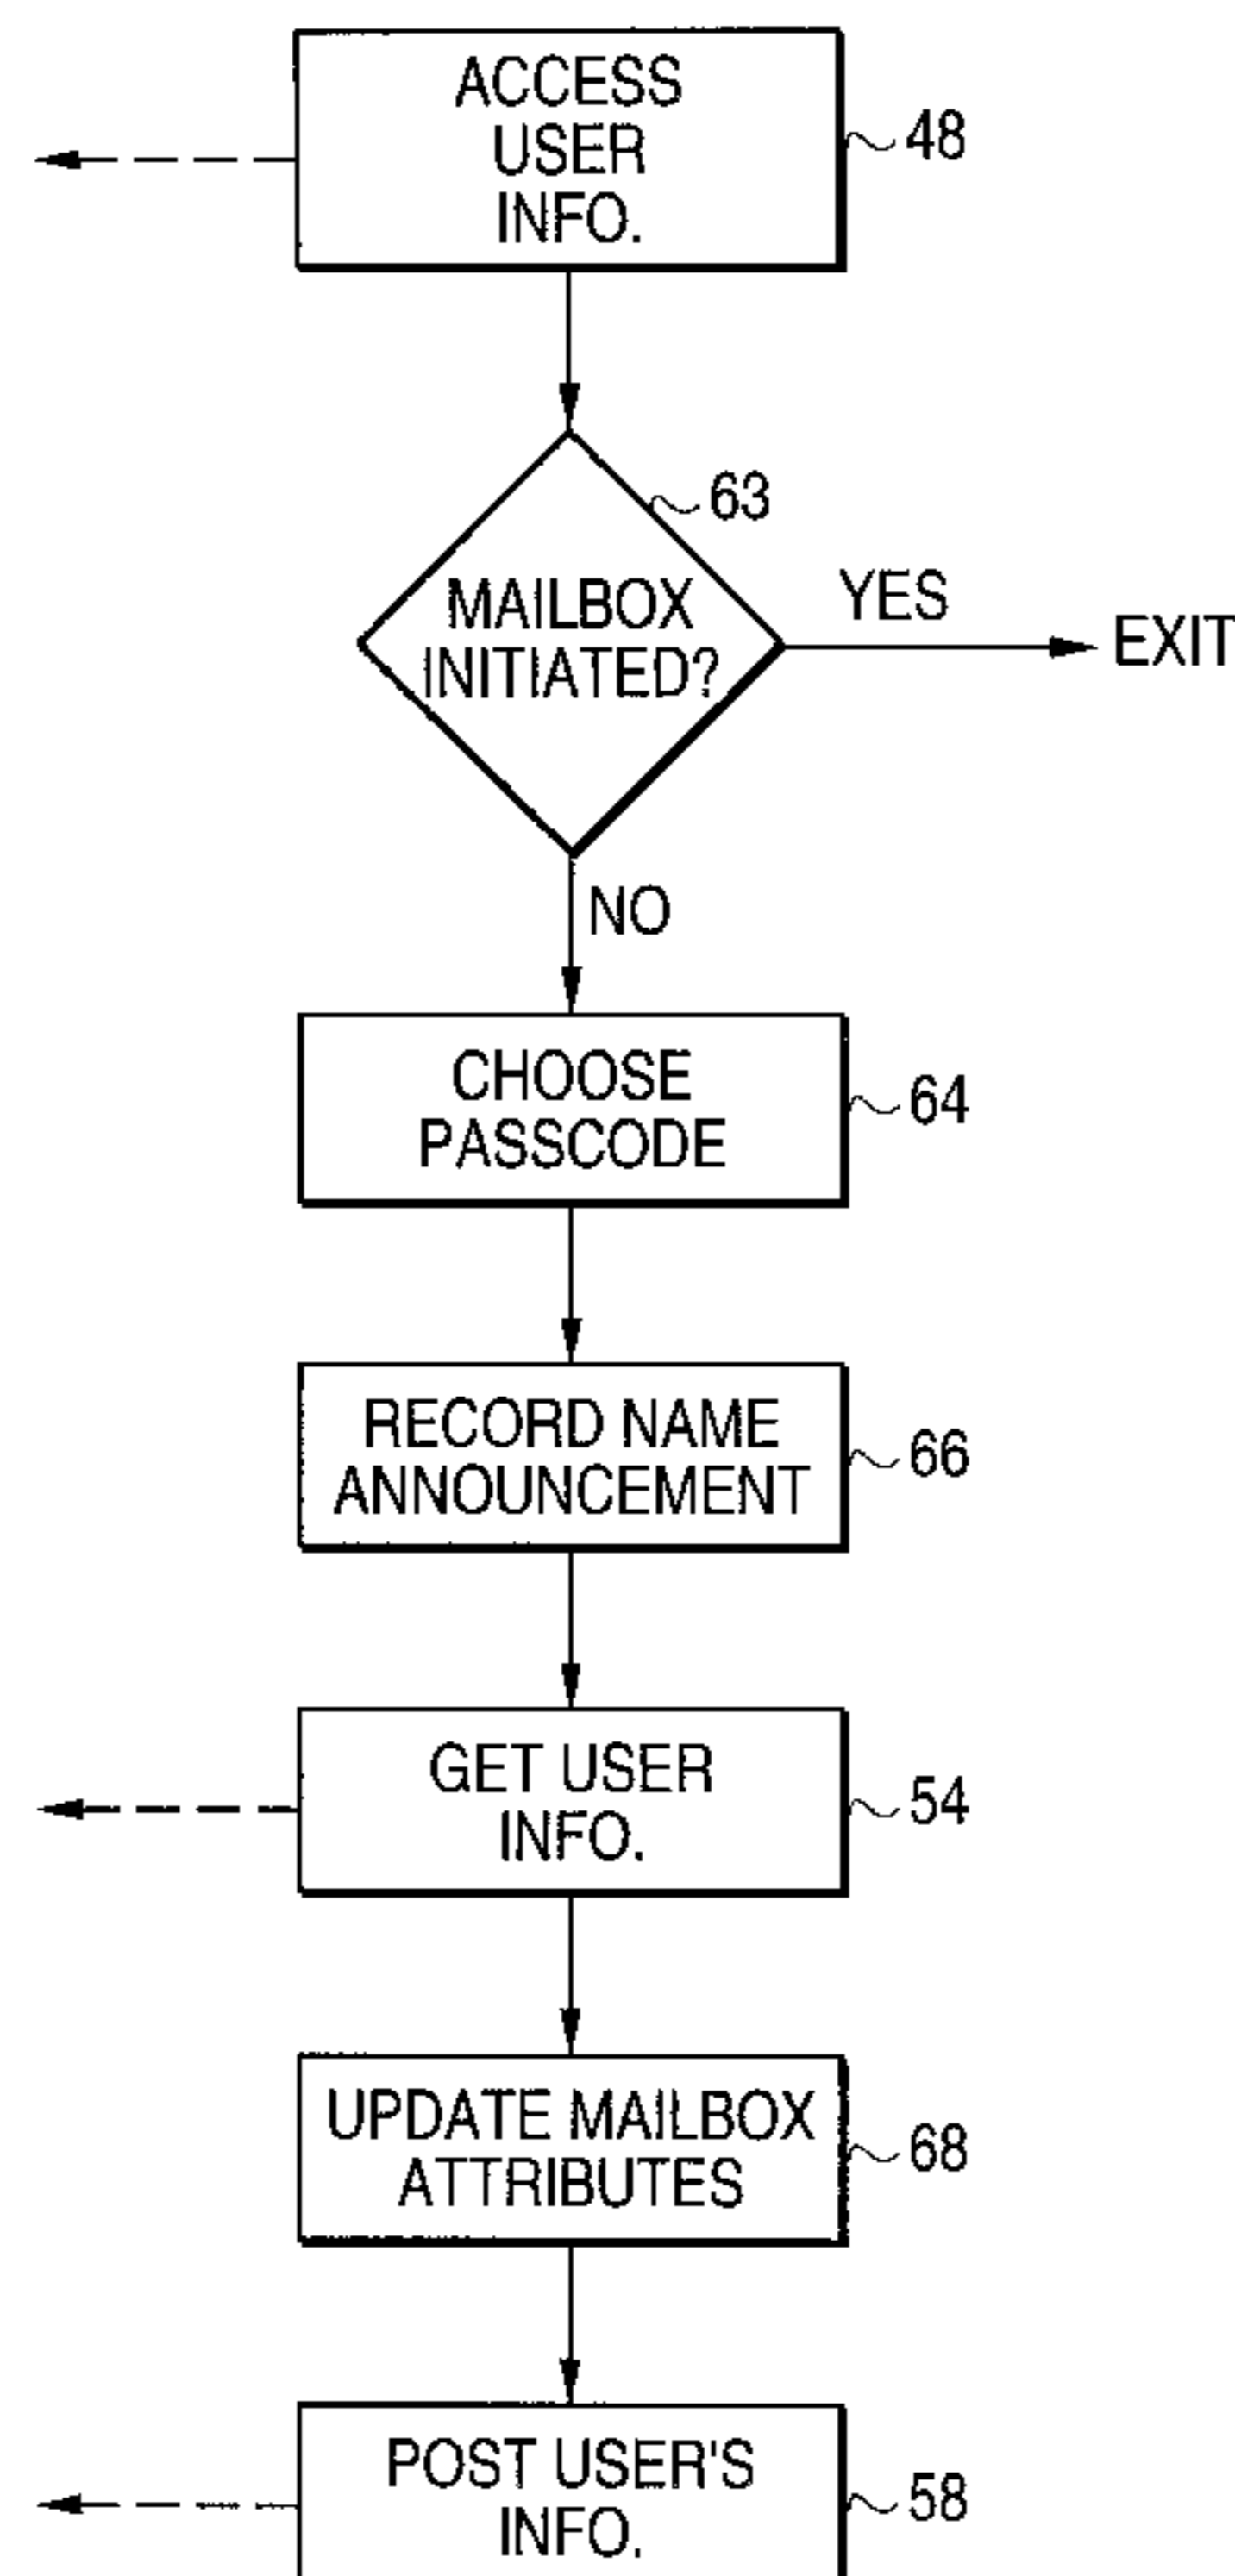 ACCESS
USER
INFO.
48
63
MAILBOX
INITIATED?
YES
EXIT
NO
CHOOSE
PASSCODE
64
RECORD NAME
ANNOUNCEMENT
66
GET USER
INFO.
54
UPDATE MAILBOX
ATTRIBUTES
68
POST USER'S
INFO.
58